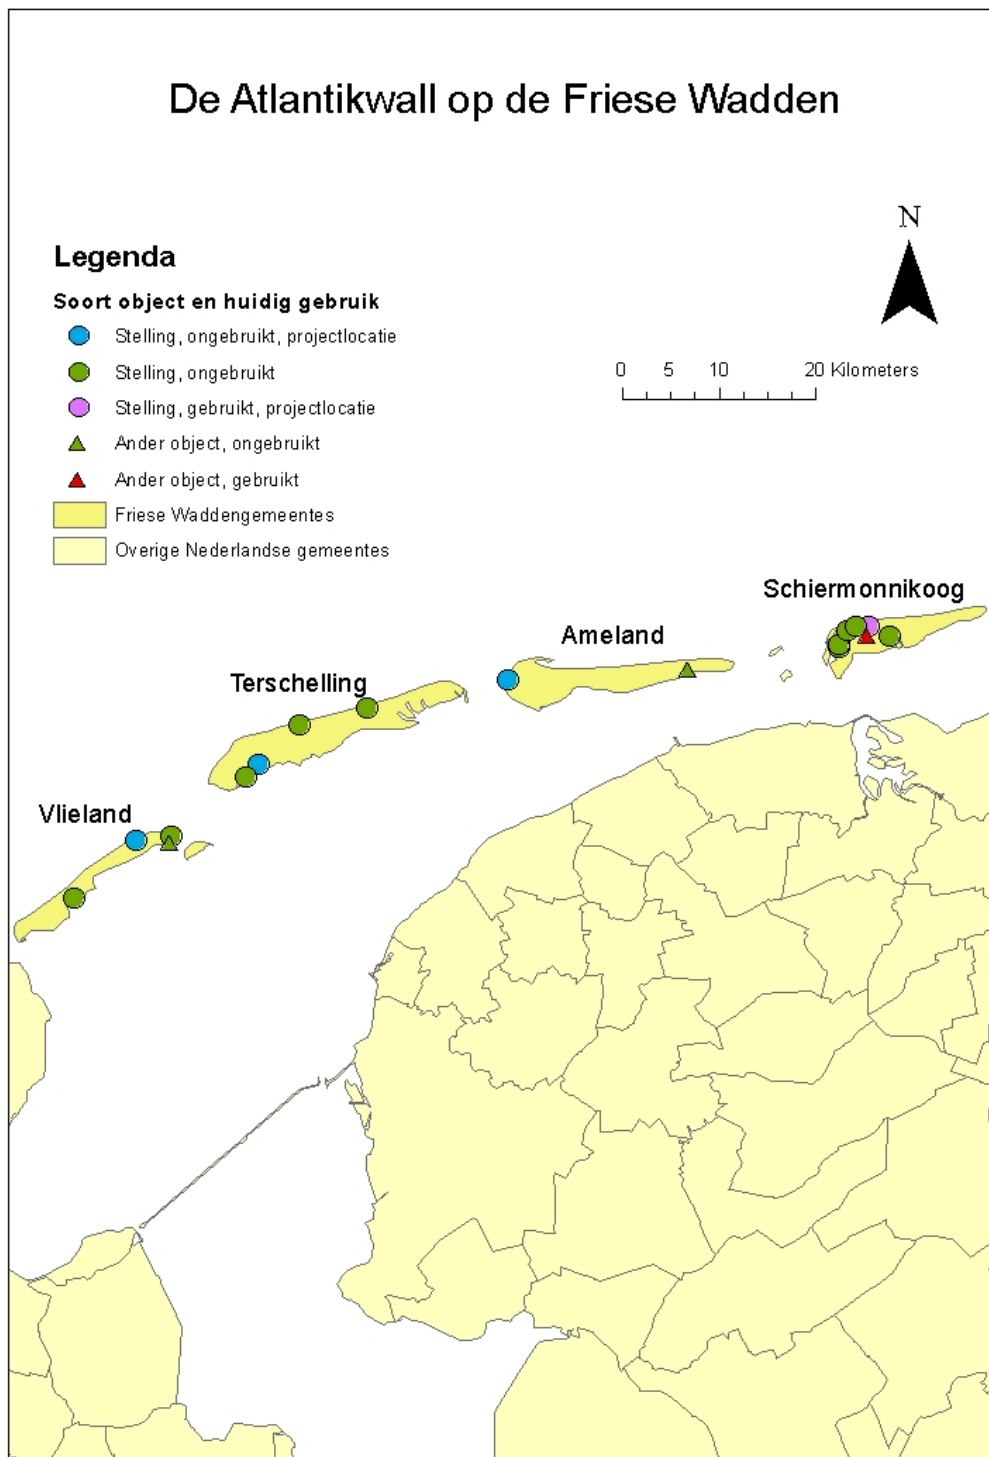 De Atlantikwall op de Friese Wadden
N
Legenda
Soort object en huidig gebruik
Stelling, ongebruikt, projectlocatie
Stelling, ongebruikt
Stelling, gebruikt, projectlocatie
Ander object, ongebruikt
Ander object, gebruikt
Friese Waddengemeentes
Overige Nederlandse gemeentes
0 5 10 20 Kilometers
Schiermonnikoog
Ameland
Terschelling
Vlieland